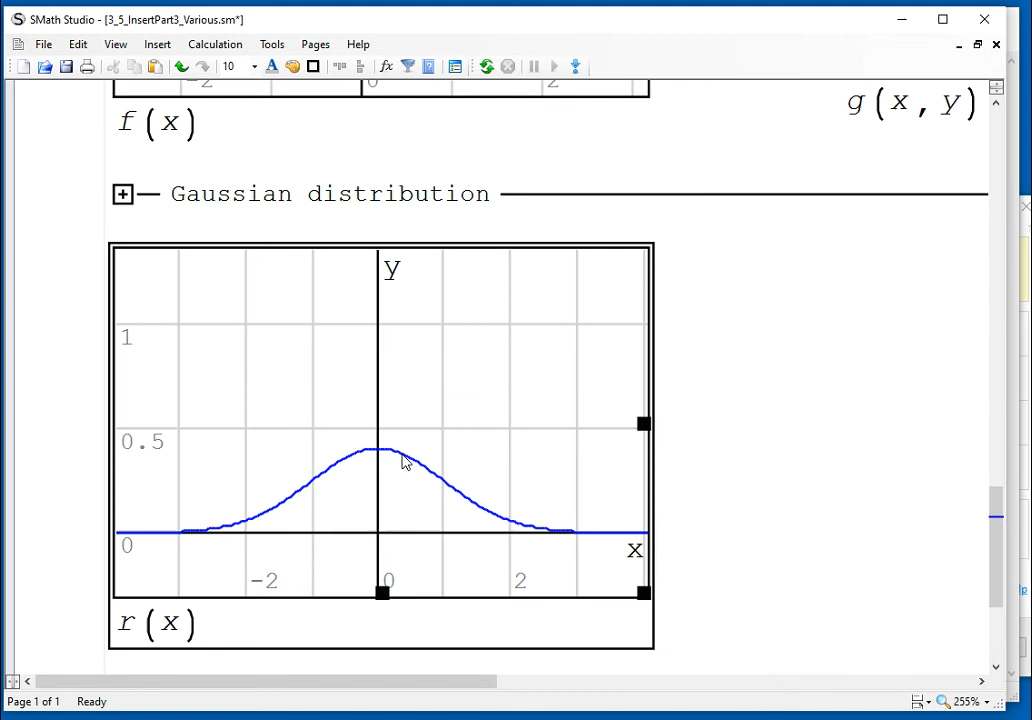 SMath Studio - [3_5_InsertPart3_Various.sm*]
File Edit View Insert Calculation Tools Pages Help
10 A fx
-2 0 2
f(x)
g(x, y)
Gaussian distribution
y
1
0.5
0
x
-2 0 2
r(x)
Page 1 of 1 Ready 255%